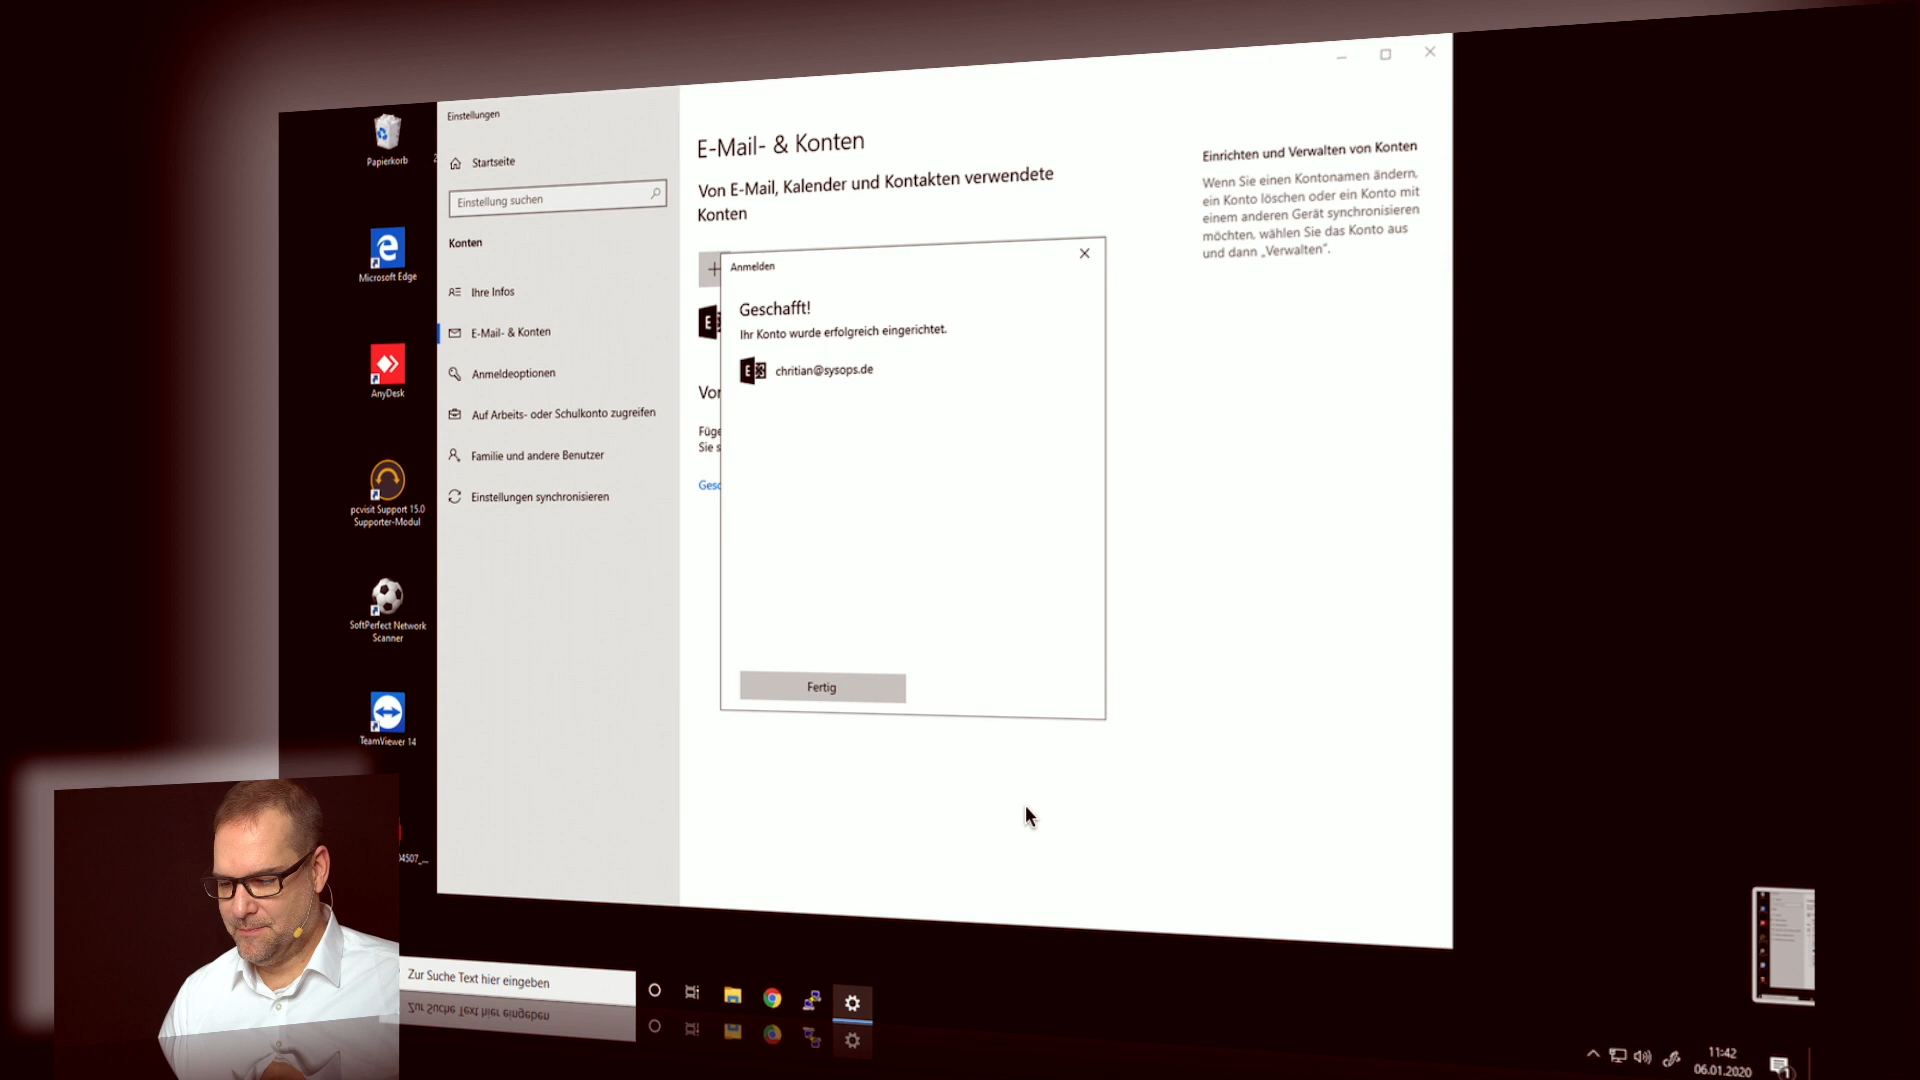 Papierkorb
Microsoft Edge
AnyDesk
pcvisit Support 15.0
Supporter-Modul
SoftPerfect Network
Scanner
TeamViewer 14
Einstellungen
Startseite
Einstellung suchen
Konten
Ihre Infos
E-Mail- & Konten
Anmeldeoptionen
Auf Arbeits- oder Schulkonto zugreifen
Familie und andere Benutzer
Einstellungen synchronisieren
E-Mail- & Konten
Von E-Mail, Kalender und Kontakten verwendete
Konten
Anmelden
Geschafft!
Ihr Konto wurde erfolgreich eingerichtet.
chritian@sysops.de
Fertig
Einrichten und Verwalten von Konten
Wenn Sie einen Kontonamen ändern,
ein Konto löschen oder ein Konto mit
einem anderen Gerät synchronisieren
möchten, wählen Sie das Konto aus
und dann „Verwalten“.
Zur Suche Text hier eingeben
11:42
06.01.2020